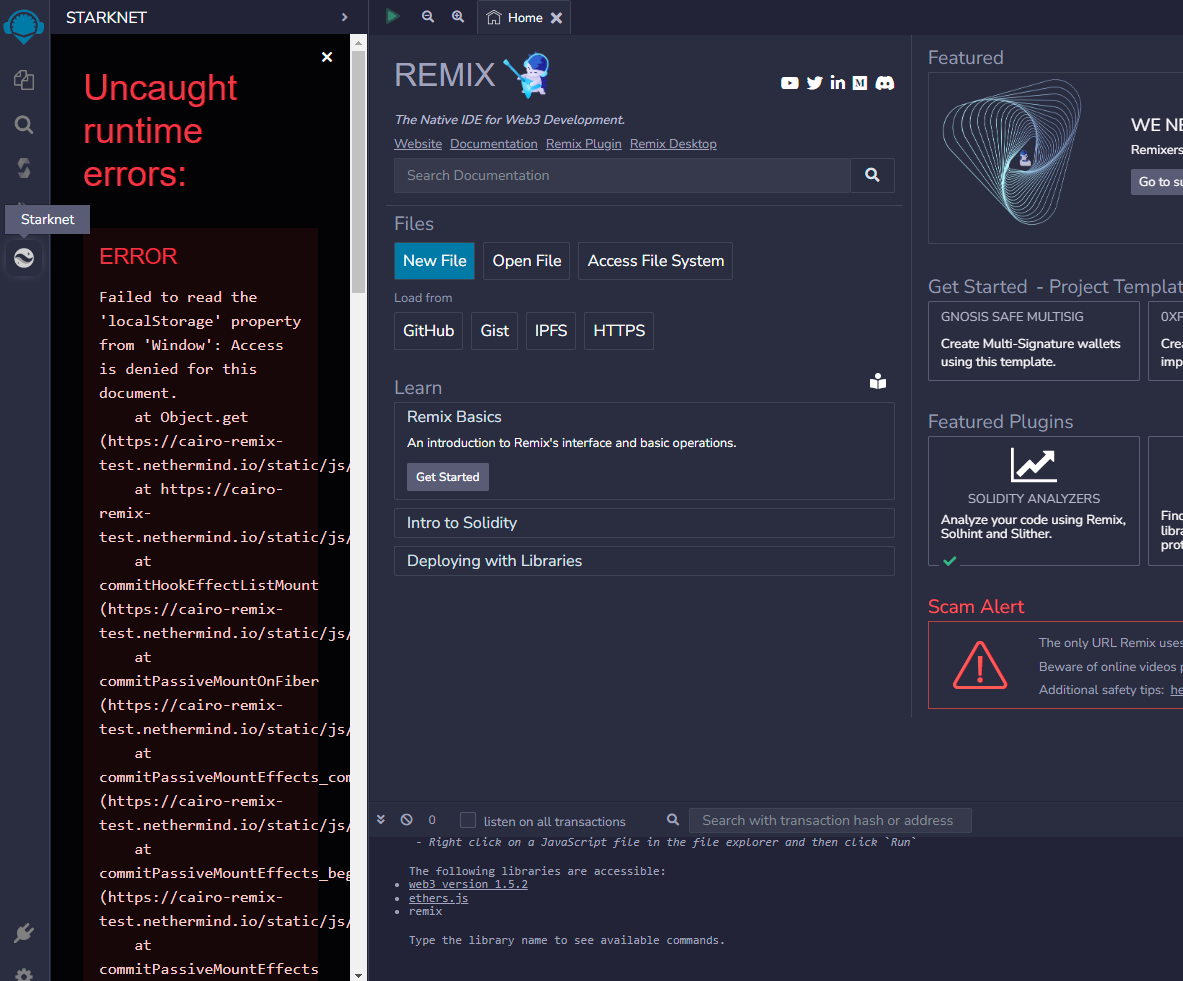 STARKNET
Uncaught
runtime
errors:
Starknet
ERROR
Failed to read the
'localStorage' property
from 'Window': Access
is denied for this
document.
at Object.get
(https://cairo-remix-
test.nethermind.io/static/js/
at https://cairo-
remix-
test.nethermind.io/static/js/
at
commitHookEffectListMount
(https://cairo-remix-
test.nethermind.io/static/js/
at
commitPassiveMountOnFiber
(https://cairo-remix-
test.nethermind.io/static/js/
at
commitPassiveMountEffects_com
(https://cairo-remix-
test.nethermind.io/static/js/
at
commitPassiveMountEffects_beg
(https://cairo-remix-
test.nethermind.io/static/js/
at
commitPassiveMountEffects
Home
REMIX
The Native IDE for Web3 Development.
Website Documentation Remix Plugin Remix Desktop
Search Documentation
Files
New File Open File Access File System
Load from
GitHub Gist IPFS HTTPS
Learn
Remix Basics
An introduction to Remix's interface and basic operations.
Get Started
Intro to Solidity
Deploying with Libraries
Featured
WE NE
Remixers
Go to su
Get Started - Project Templat
GNOSIS SAFE MULTISIG
Create Multi-Signature wallets
using this template.
0XP
Crea
imp
Featured Plugins
SOLIDITY ANALYZERS
Analyze your code using Remix,
Solhint and Slither.
Find
libra
prot
Scam Alert
The only URL Remix uses
Beware of online videos p
Additional safety tips: he
0 listen on all transactions Search with transaction hash or address
- Right click on a JavaScript file in the file explorer and then click `Run`
The following libraries are accessible:
• web3 version 1.5.2
• ethers.js
• remix
Type the library name to see available commands.